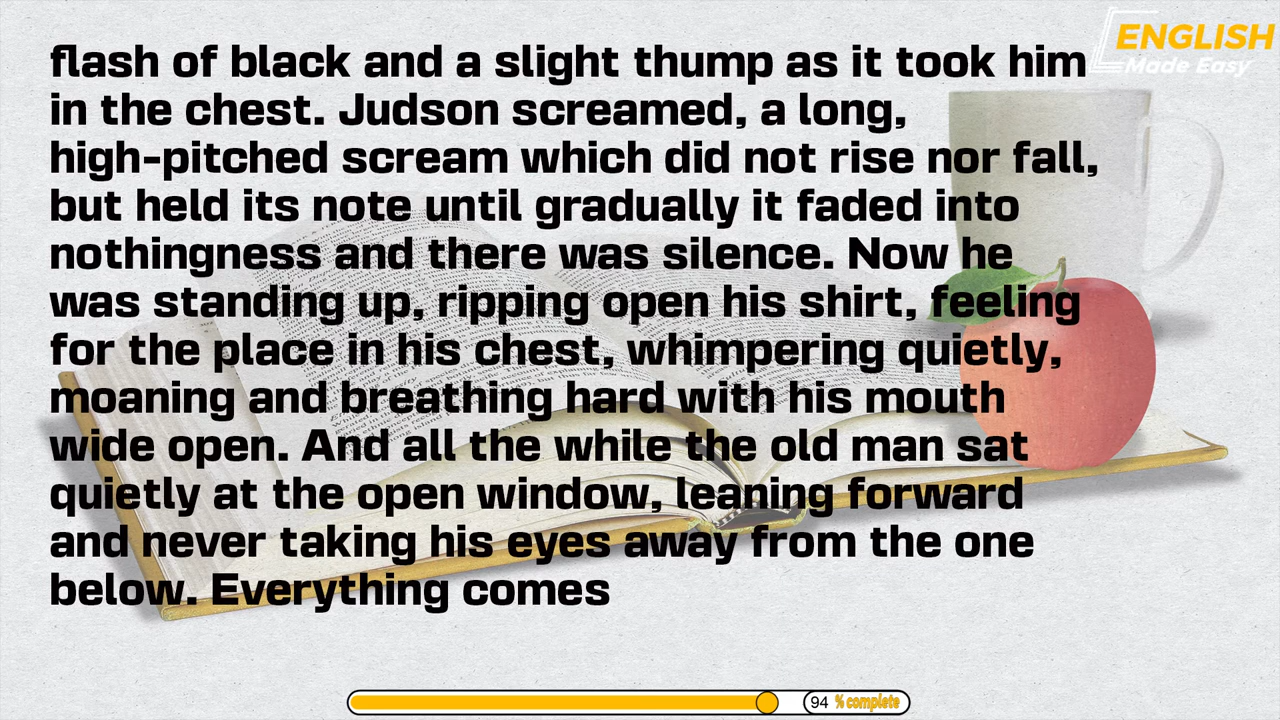 ENGLISH
Made Easy
flash of black and a slight thump as it took him
in the chest. Judson screamed, a long,
high-pitched scream which did not rise nor fall,
but held its note until gradually it faded into
nothingness and there was silence. Now he
was standing up, ripping open his shirt, feeling
for the place in his chest, whimpering quietly,
moaning and breathing hard with his mouth
wide open. And all the while the old man sat
quietly at the open window, leaning forward
and never taking his eyes away from the one
below. Everything comes
94 % complete